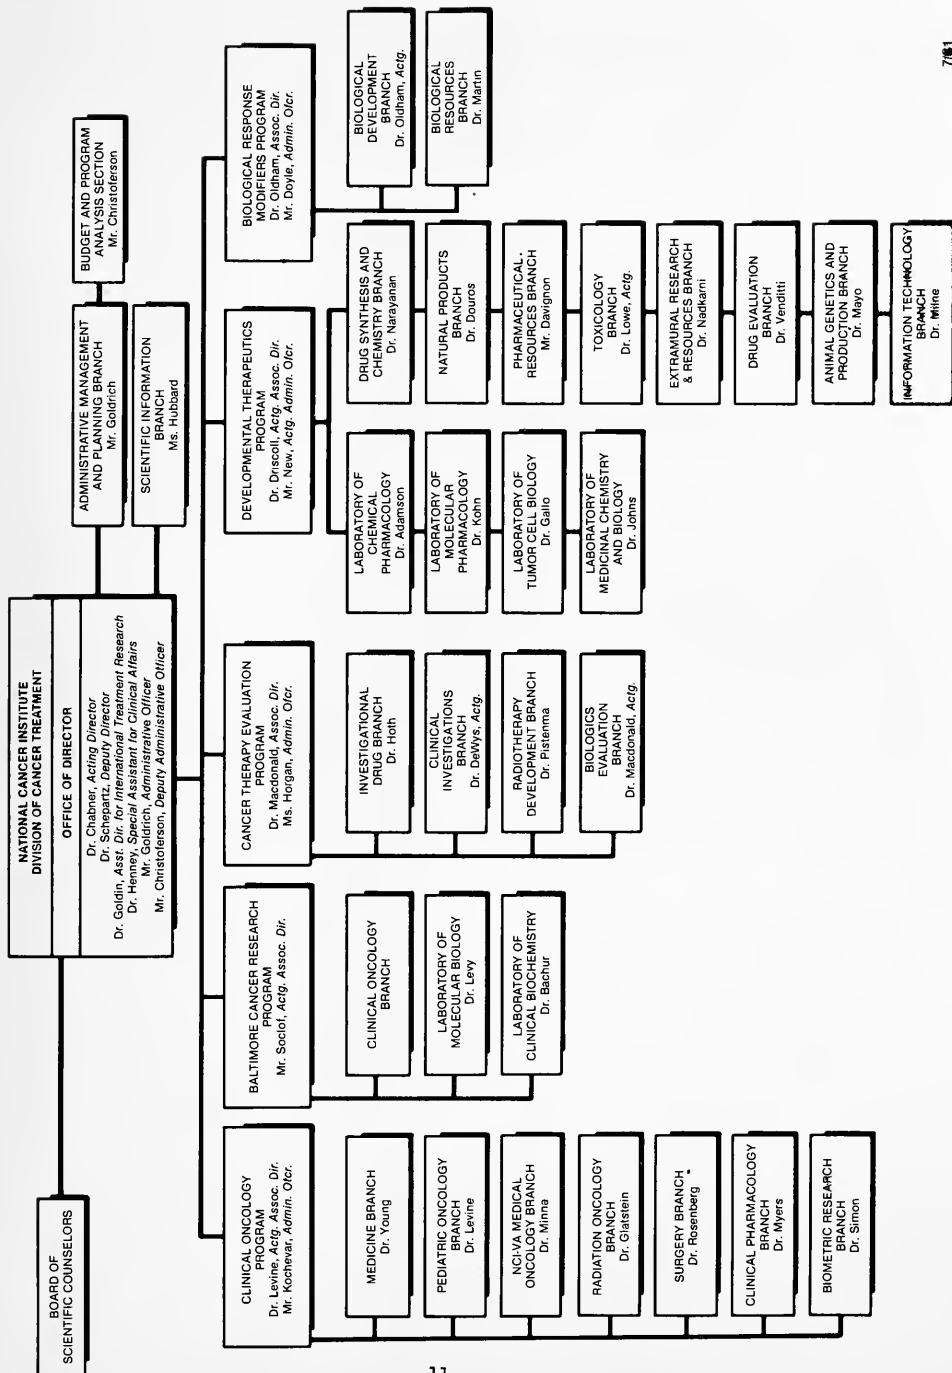 NATIONAL CANCER INSTITUTE
DIVISION OF CANCER TREATMENT
OFFICE OF DIRECTOR
Dr. Chabner, Acting Director
Dr. Schepartz, Deputy Director
Dr. Goldin, Asst. Dir. for International Treatment Research
Dr. Henney, Special Assistant for Clinical Affairs
Mr. Goldrich, Administrative Officer
Mr. Christoferson, Deputy Administrative Officer
BOARD OF
SCIENTIFIC COUNSELORS
ADMINISTRATIVE MANAGEMENT
AND PLANNING BRANCH
Mr. Goldrich
BUDGET AND PROGRAM
ANALYSIS SECTION
Mr. Christoferson
SCIENTIFIC INFORMATION
BRANCH
Ms. Hubbard
CLINICAL ONCOLOGY
PROGRAM
Dr. Levine, Actg. Assoc. Dir.
Mr. Kochevar, Admin. Ofcr.
MEDICINE BRANCH
Dr. Young
PEDIATRIC ONCOLOGY
BRANCH
Dr. Levine
NCI-VA MEDICAL
ONCOLOGY BRANCH
Dr. Minna
RADIATION ONCOLOGY
BRANCH
Dr. Glatstein
SURGERY BRANCH
Dr. Rosenberg
CLINICAL PHARMACOLOGY
BRANCH
Dr. Myers
BIOMETRIC RESEARCH
BRANCH
Dr. Simon
BALTIMORE CANCER RESEARCH
PROGRAM
Mr. Soclof, Actg. Assoc. Dir.
CLINICAL ONCOLOGY
BRANCH
LABORATORY OF
MOLECULAR BIOLOGY
Dr. Levy
LABORATORY OF
CLINICAL BIOCHEMISTRY
Dr. Bachur
CANCER THERAPY EVALUATION
PROGRAM
Dr. Macdonald, Assoc. Dir.
Ms. Horgan, Admin. Ofcr.
INVESTIGATIONAL
DRUG BRANCH
Dr. Hoth
CLINICAL
INVESTIGATIONS
BRANCH
Dr. DeWys, Actg.
RADIOTHERAPY
DEVELOPMENT BRANCH
Dr. Pistenma
BIOLOGICS
EVALUATION
BRANCH
Dr. Macdonald, Actg.
DEVELOPMENTAL THERAPEUTICS
PROGRAM
Dr. Driscoll, Actg. Assoc. Dir.
Mr. New, Actg. Admin. Ofcr.
LABORATORY OF
CHEMICAL
PHARMACOLOGY
Dr. Adamson
LABORATORY OF
MOLECULAR
PHARMACOLOGY
Dr. Kohn
LABORATORY OF
TUMOR CELL BIOLOGY
Dr. Gallo
LABORATORY OF
MEDICINAL CHEMISTRY
AND BIOLOGY
Dr. Johns
DRUG SYNTHESIS AND
CHEMISTRY BRANCH
Dr. Narayanan
NATURAL PRODUCTS
BRANCH
Dr. Douros
PHARMACEUTICAL
RESOURCES BRANCH
Mr. Davignon
TOXICOLOGY
BRANCH
Dr. Lowe, Actg.
EXTRAMURAL RESEARCH
& RESOURCES BRANCH
Dr. Nadkarni
DRUG EVALUATION
BRANCH
Dr. Venditti
ANIMAL GENETICS AND
PRODUCTION BRANCH
Dr. Mayo
INFORMATION TECHNOLOGY
BRANCH
Dr. Milne
BIOLOGICAL RESPONSE
MODIFIERS PROGRAM
Dr. Oldham, Assoc. Dir.
Mr. Doyle, Admin. Ofcr.
BIOLOGICAL
DEVELOPMENT
BRANCH
Dr. Oldham, Actg.
BIOLOGICAL
RESOURCES
BRANCH
Dr. Martin
11